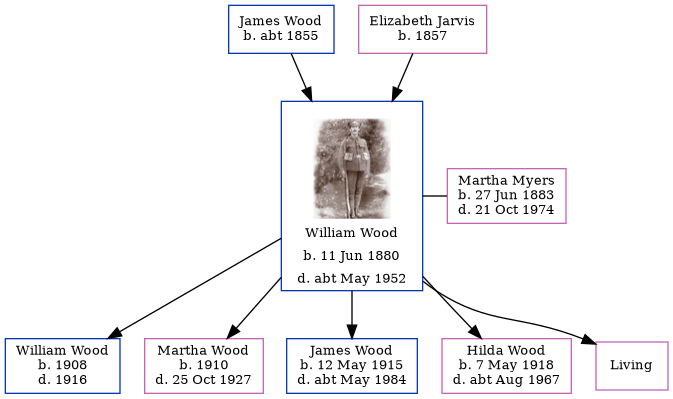 James Wood
b. abt 1855
Elizabeth Jarvis
b. 1857
William Wood
b. 11 Jun 1880
d. abt May 1952
Martha Myers
b. 27 Jun 1883
d. 21 Oct 1974
William Wood
b. 1908
d. 1916
Martha Wood
b. 1910
d. 25 Oct 1927
James Wood
b. 12 May 1915
d. abt May 1984
Hilda Wood
b. 7 May 1918
d. abt Aug 1967
Living